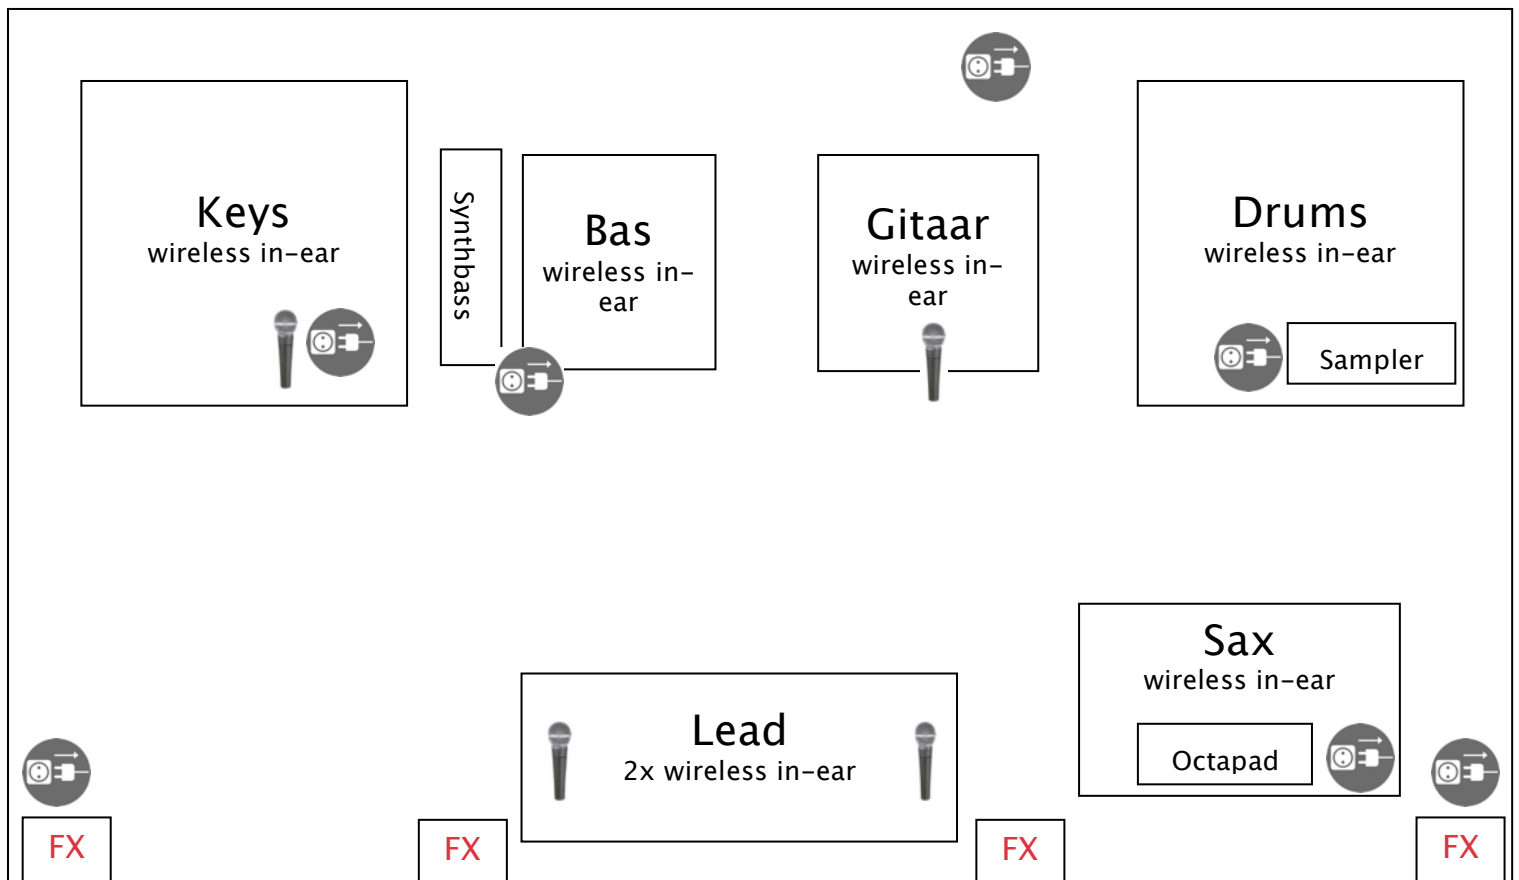 Keys
wireless in-ear
Synthbass
Bas
wireless in-
ear
Gitaar
wireless in-
ear
Drums
wireless in-ear
Sampler
Sax
wireless in-ear
Octapad
Lead
2x wireless in-ear
FX
FX
FX
FX